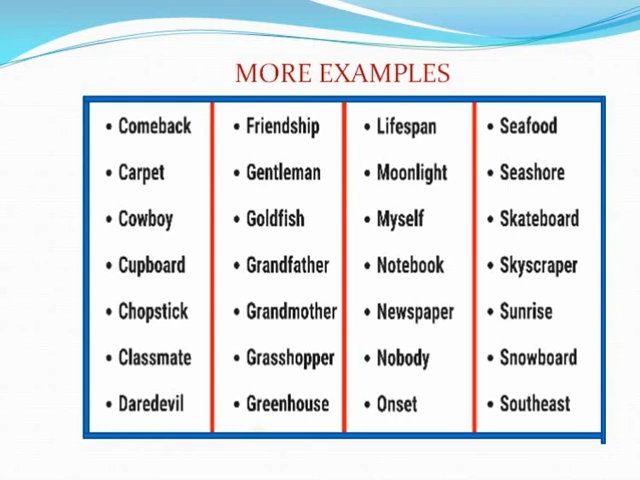 MORE EXAMPLES
• Comeback
• Carpet
• Cowboy
• Cupboard
• Chopstick
• Classmate
• Daredevil
• Friendship
• Gentleman
• Goldfish
• Grandfather
• Grandmother
• Grasshopper
• Greenhouse
• Lifespan
• Moonlight
• Myself
• Notebook
• Newspaper
• Nobody
• Onset
• Seafood
• Seashore
• Skateboard
• Skyscraper
• Sunrise
• Snowboard
• Southeast